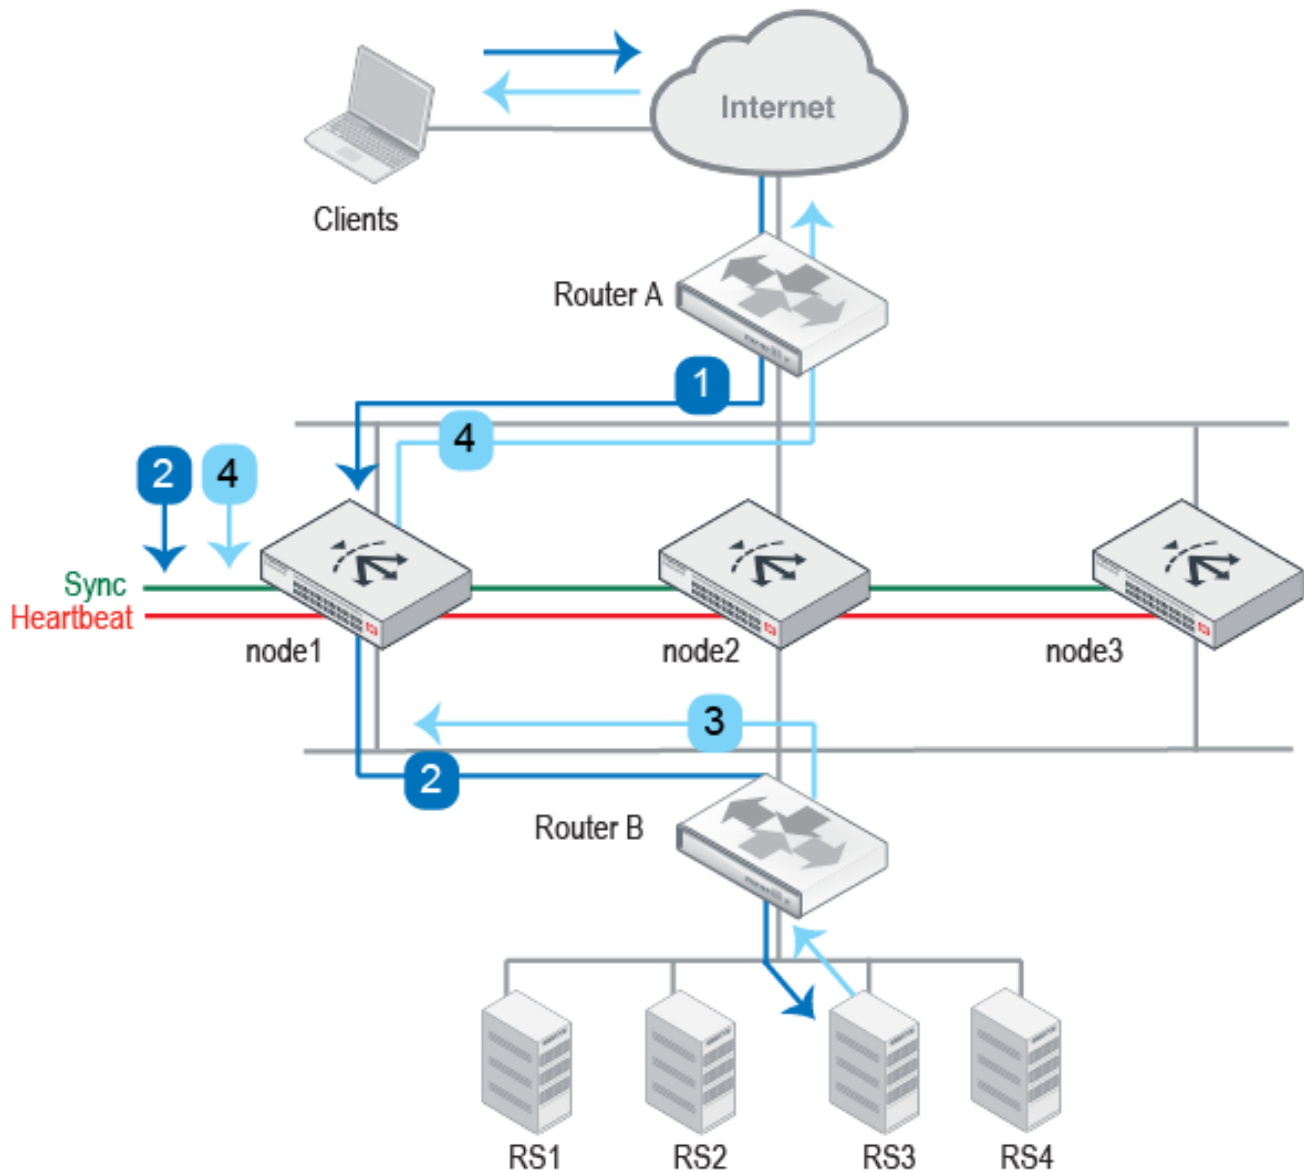 Internet
Clients
Router A
1
4
2
4
Sync
Heartbeat
node1
node2
node3
3
2
Router B
RS1
RS2
RS3
RS4